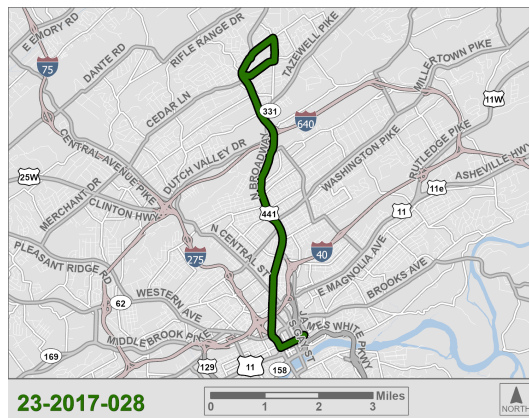 E EMORY RD
DANTE RD
RIFLE RANGE DR
TAZEWELL PIKE
MILLERTOWN PIKE
75
CEDAR LN
331
11W
640
CENTRAL AVENUE PIKE
DUTCH VALLEY DR
N BROADWAY
WASHINGTON PIKE
RUTLEDGE PIKE
ASHEVILLE HWY
25W
MERCHANT DR
11e
CLINTON HWY
441
11
N CENTRAL ST
PLEASANT RIDGE RD
275
40
E MAGNOLIA AVE
BROOKS AVE
62
WESTERN AVE
JAMES WHITE PKWY
MIDDLEBROOK PIKE
169
129
11
158
23-2017-028
Miles
0 1 2 3
NORTH